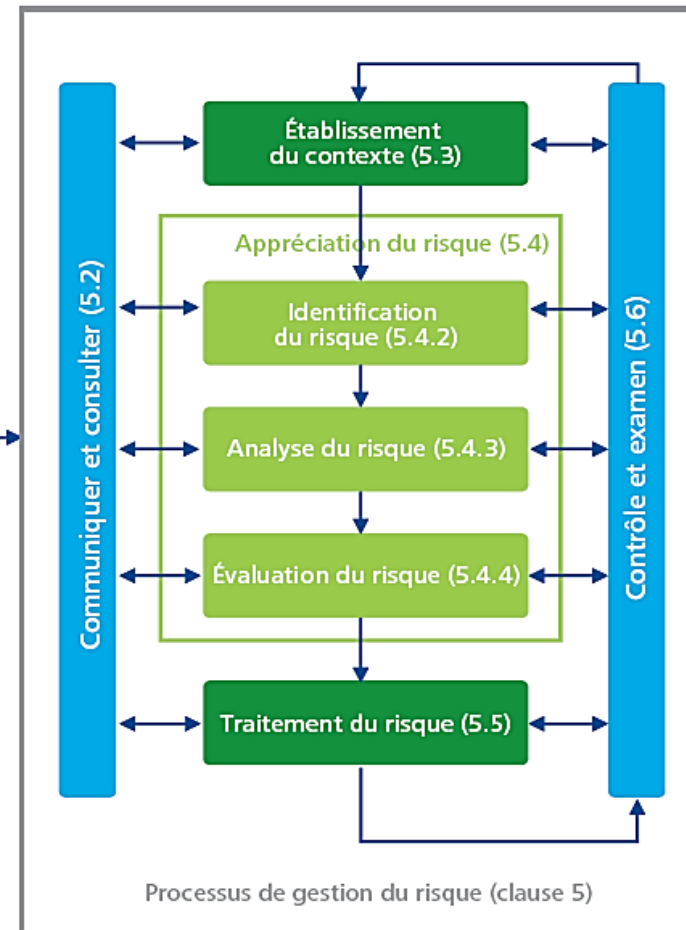 Établissement
du contexte (5.3)
Appréciation du risque (5.4)
Identification
du risque (5.4.2)
Analyse du risque (5.4.3)
Évaluation du risque (5.4.4)
Traitement du risque (5.5)
Communiquer et consulter (5.2)
Contrôle et examen (5.6)
Processus de gestion du risque (clause 5)